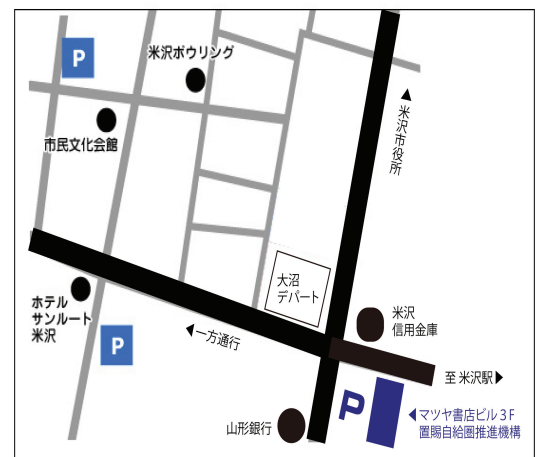 P
米沢ボウリング
市民文化会館
▲米沢市役所
大沼
デパート
ホテル
サンルート
米沢
P
◀一方通行
米沢
信用金庫
至 米沢駅▶
山形銀行
P
◀マツヤ書店ビル3F
置賜自給圏推進機構